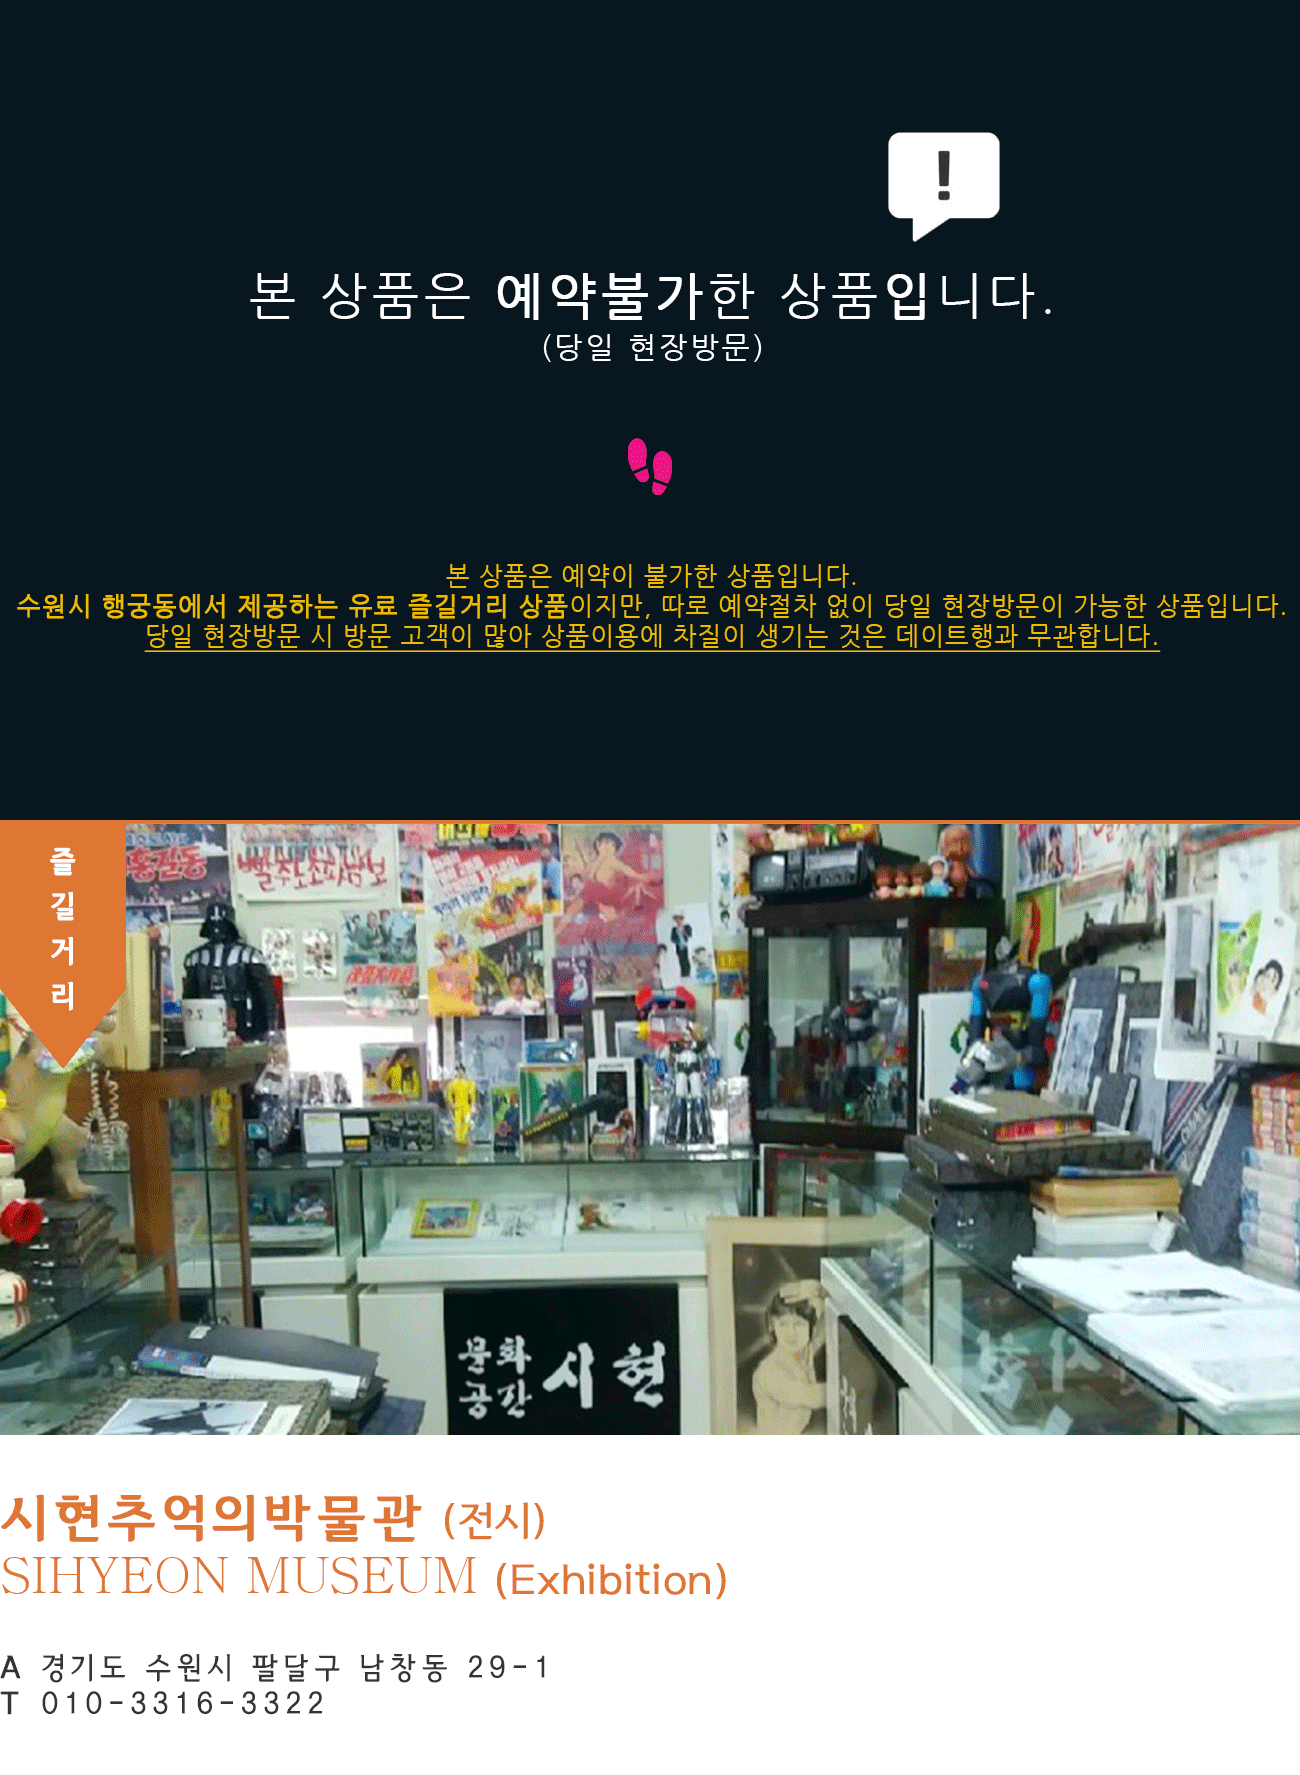 !
본 상품은 예약불가한 상품입니다.
(당일 현장방문)
본 상품은 예약이 불가한 상품입니다.
수원시 행궁동에서 제공하는 유료 즐길거리 상품이지만, 따로 예약절차 없이 당일 현장방문이 가능한 상품입니다.
당일 현장방문 시 방문 고객이 많아 상품이용에 차질이 생기는 것은 데이트행과 무관합니다.
즐길거리
홍길동
문화공간 시현
시현추억의박물관 (전시)
SIHYEON MUSEUM (Exhibition)
A 경기도 수원시 팔달구 남창동 29-1
T 010-3316-3322